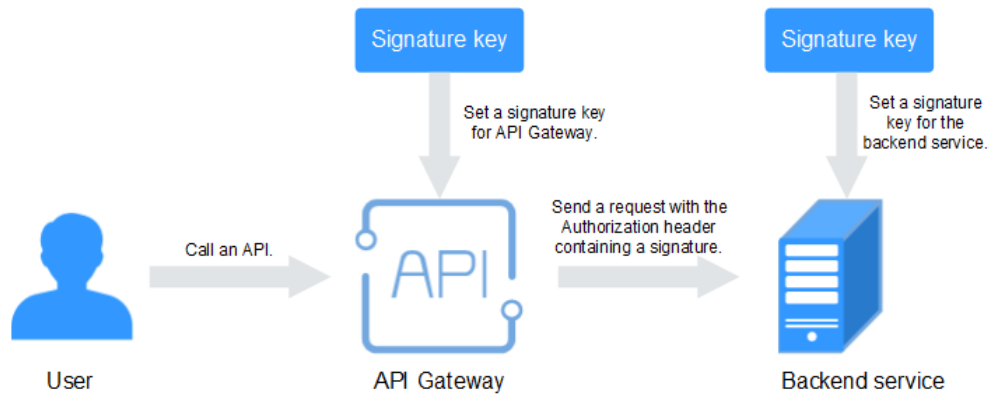 Signature key
Signature key
Set a signature key
for API Gateway.
Set a signature
key for the
backend service.
Call an API.
Send a request with the
Authorization header
containing a signature.
API
User
API Gateway
Backend service